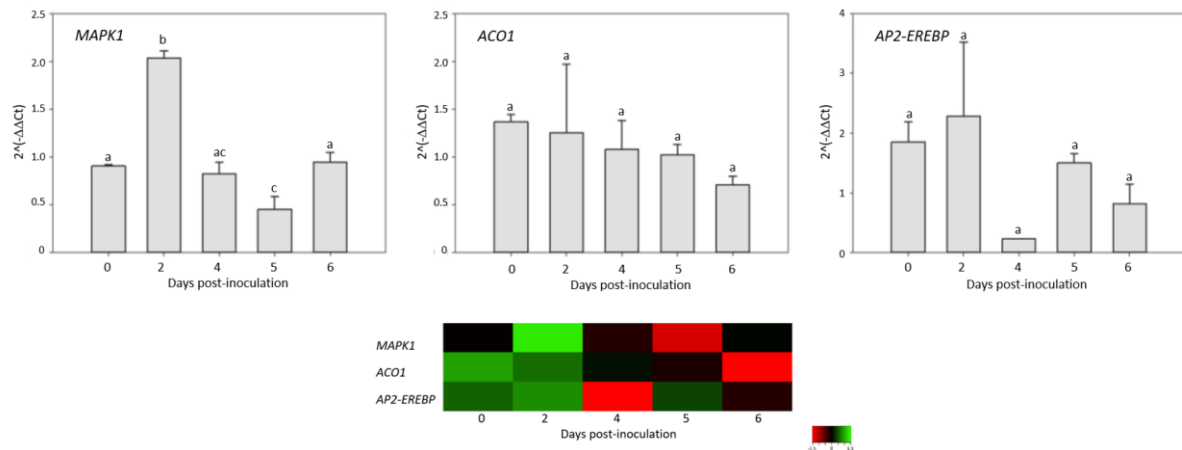 MAPK1
2.5
2.0
1.5
1.0
0.5
0
2^(-ΔΔCt)
a
b
ac
c
a
0 2 4 5 6
Days post-inoculation
ACO1
2.5
2.0
1.5
1.0
0.5
0
2^(-ΔΔCt)
a
a
a
a
a
0 2 4 5 6
Days post-inoculation
AP2-EREBP
4
3
2
1
0
2^(-ΔΔCt)
a
a
a
a
a
0 2 4 5 6
Days post-inoculation
MAPK1
ACO1
AP2-EREBP
0 2 4 5 6
Days post-inoculation
0